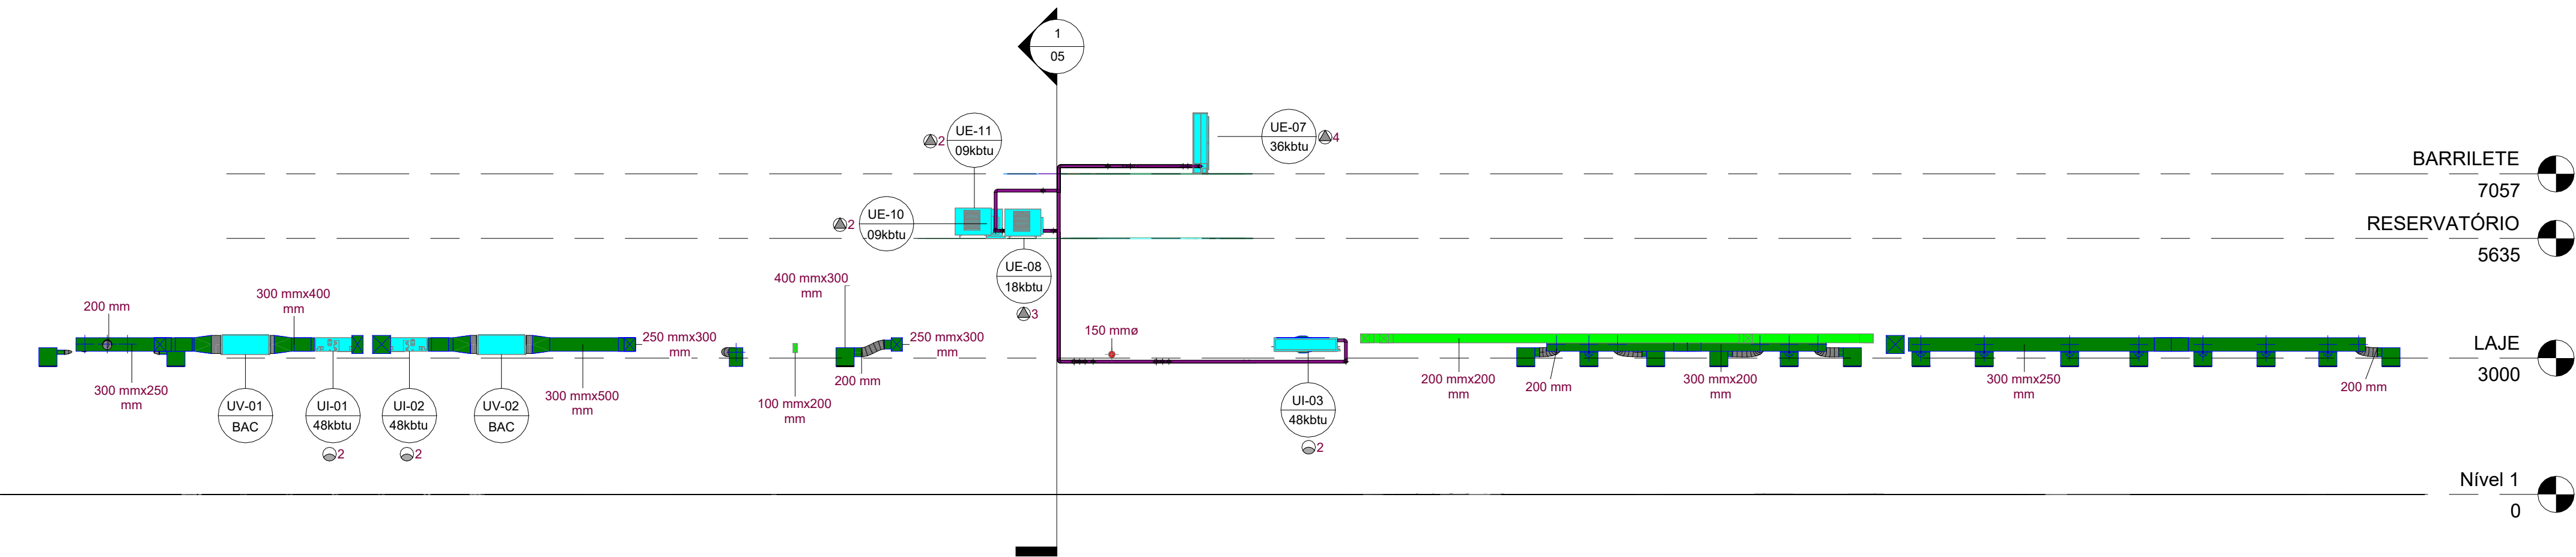 1
05
UE-11
09kbtu
2
UE-07
36kbtu
4
BARRILETE
7057
UE-10
09kbtu
2
RESERVATÓRIO
5635
UE-08
18kbtu
3
400 mmx300
mm
300 mmx400
mm
200 mm
250 mmx300
mm
250 mmx300
mm
150 mmø
LAJE
3000
300 mmx250
mm
300 mmx500
mm
100 mmx200
mm
200 mm
200 mmx200
mm
200 mm
300 mmx200
mm
300 mmx250
mm
200 mm
UV-01
BAC
UI-01
48kbtu
2
UI-02
48kbtu
2
UV-02
BAC
UI-03
48kbtu
2
Nível 1
0